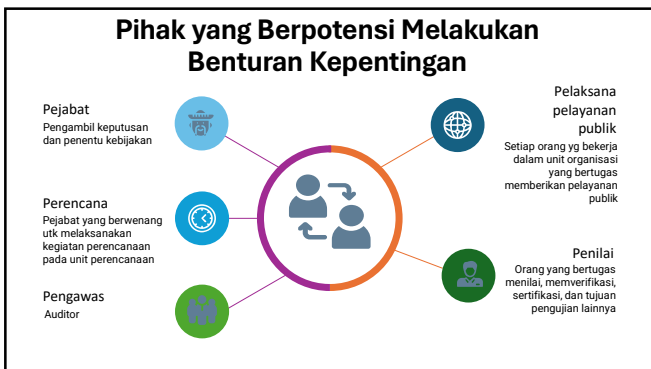 Pihak yang Berpotensi Melakukan
Benturan Kepentingan
Pejabat
Pengambil keputusan
dan penentu kebijakan
Perencana
Pejabat yang berwenang
utk melaksanakan
kegiatan perencanaan
pada unit perencanaan
Pengawas
Auditor
Pelaksana
pelayanan
publik
Setiap orang yg bekerja
dalam unit organisasi
yang bertugas
memberikan pelayanan
publik
Penilai
Orang yang bertugas
menilai, memverifikasi,
sertifikasi, dan tujuan
pengujian lainnya